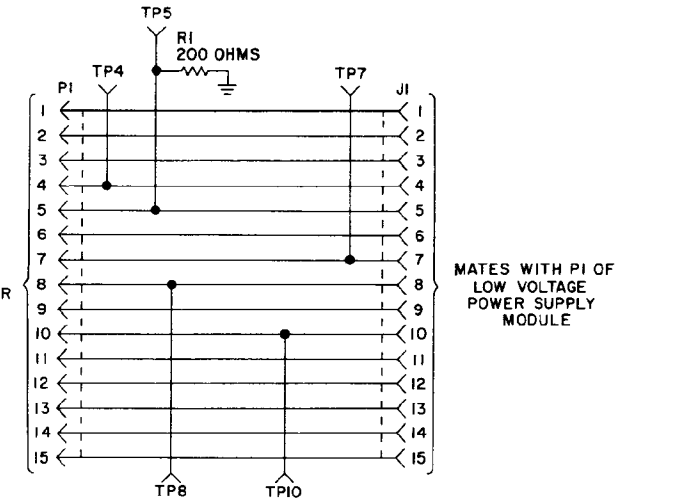 TP5
R1
200 OHMS
TP4
TP7
P1
J1
1 1
2 2
3 3
4 4
5 5
6 6
7 7
8 8
9 9
10 10
11 11
12 12
13 13
14 14
15 15
R
MATES WITH P1 OF
LOW VOLTAGE
POWER SUPPLY
MODULE
TP8
TP10